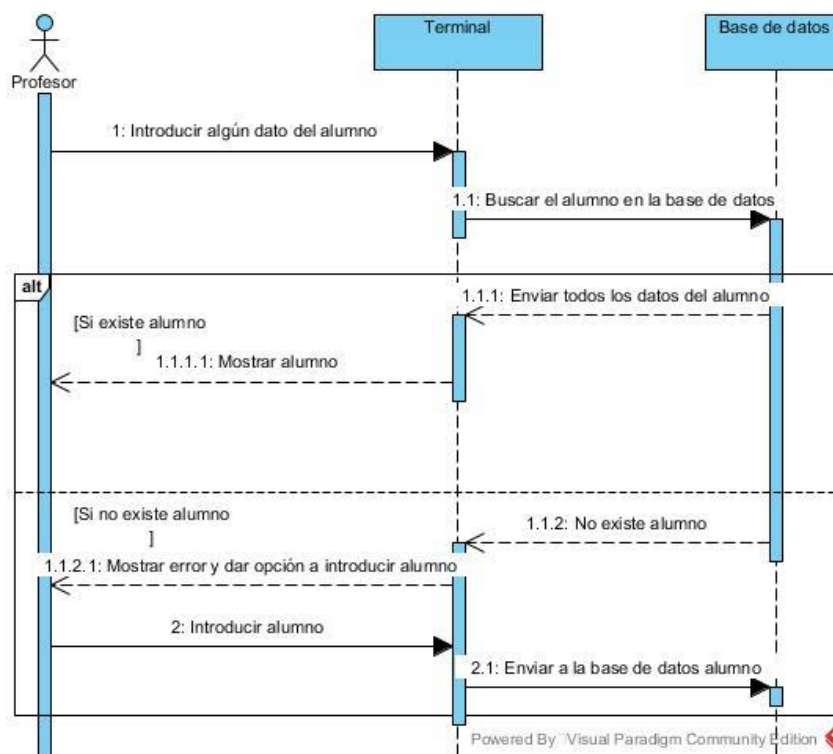 Terminal
Base de datos
Profesor
1: Introducir algún dato del alumno
1.1: Buscar el alumno en la base de datos
alt
1.1.1: Enviar todos los datos del alumno
[Si existe alumno
]
1.1.1.1: Mostrar alumno
[Si no existe alumno
]
1.1.2: No existe alumno
1.1.2.1: Mostrar error y dar opción a introducir alumno
2: Introducir alumno
2.1: Enviar a la base de datos alumno
Powered By Visual Paradigm Community Edition